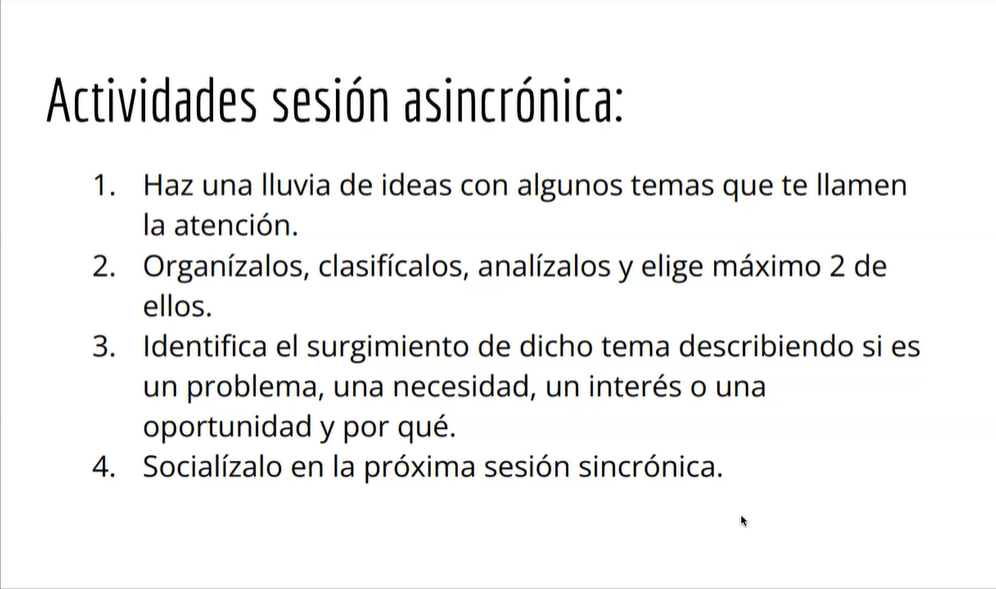 Actividades sesión asincrónica:
1. Haz una lluvia de ideas con algunos temas que te llamen
la atención.
2. Organízalos, clasifícalos, analízalos y elige máximo 2 de
ellos.
3. Identifica el surgimiento de dicho tema describiendo si es
un problema, una necesidad, un interés o una
oportunidad y por qué.
4. Socialízalo en la próxima sesión sincrónica.